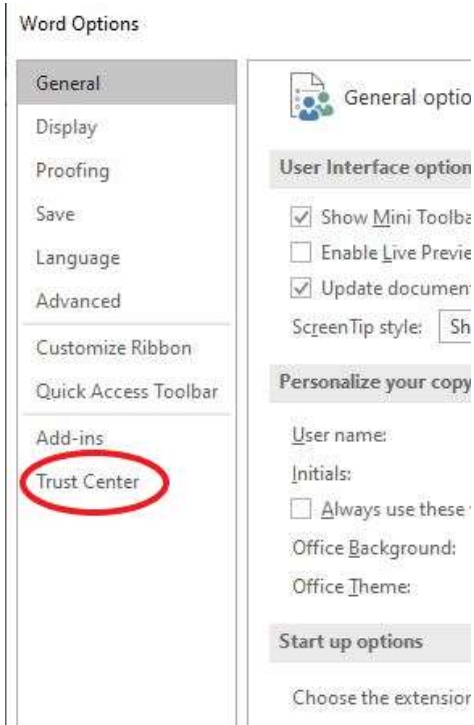 Word Options
General
Display
Proofing
Save
Language
Advanced
Customize Ribbon
Quick Access Toolbar
Add-ins
Trust Center
General optio
User Interface option
Show Mini Toolba
Enable Live Previe
Update document
ScreenTip style: Sh
Personalize your copy
User name:
Initials:
Always use these
Office Background:
Office Theme:
Start up options
Choose the extension